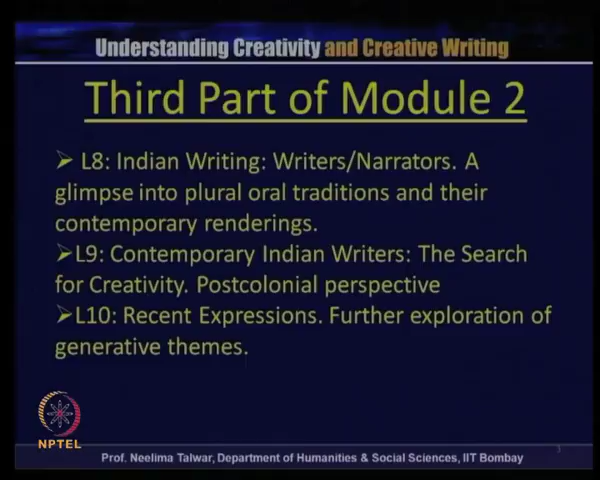 Understanding Creativity and Creative Writing
Third Part of Module 2
➢ L8: Indian Writing: Writers/Narrators. A
glimpse into plural oral traditions and their
contemporary renderings.
➢L9: Contemporary Indian Writers: The Search
for Creativity. Postcolonial perspective
➢L10: Recent Expressions. Further exploration of
generative themes.
NPTEL
Prof. Neelima Talwar, Department of Humanities & Social Sciences, IIT Bombay
3